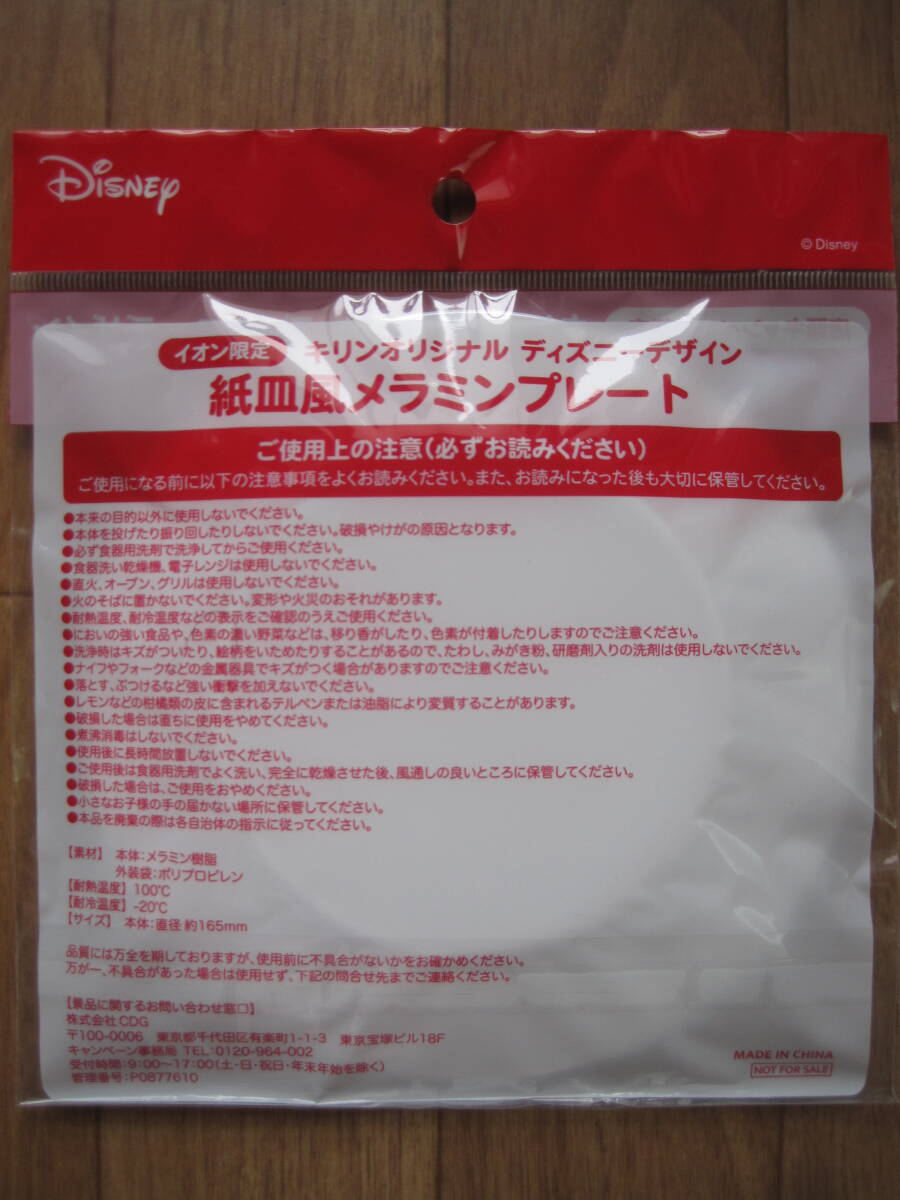 Disney
© Disney
イオン限定 キリンオリジナル ディズニーデザイン
紙皿風メラミンプレート
ご使用上の注意(必ずお読みください)
ご使用になる前に以下の注意事項をよくお読みください。また、お読みになった後も大切に保管してください。
●本来の目的以外に使用しないでください。
●本体を投げたり振り回したりしないでください。破損やけがの原因となります。
●必ず食器用洗剤で洗浄してからご使用ください。
●食器洗い乾燥機、電子レンジは使用しないでください。
●直火、オーブン、グリルは使用しないでください。
●火のそばに置かないでください。変形や火災のおそれがあります。
●耐熱温度、耐冷温度などの表示をご確認のうえご使用ください。
●においの強い食品や、色素の濃い野菜などは、移り香がしたり、色素が付着したりしますのでご注意ください。
●洗浄時はキズがついたり、絵柄をいためたりすることがあるので、たわし、みがき粉、研磨剤入りの洗剤は使用しないでください。
●ナイフやフォークなどの金属器具でキズがつく場合がありますのでご注意ください。
●落とす、ぶつけるなど強い衝撃を加えないでください。
●レモンなどの柑橘類の皮に含まれるテルペンまたは油脂により変質することがあります。
●破損した場合は直ちに使用をやめてください。
●煮沸消毒はしないでください。
●使用後に長時間放置しないでください。
●ご使用後は食器用洗剤でよく洗い、完全に乾燥させた後、風通しの良いところに保管してください。
●破損した場合は、ご使用をおやめください。
●小さなお子様の手の届かない場所に保管してください。
●本品を廃棄の際は各自治体の指示に従ってください。
【素材】 本体:メラミン樹脂
外装袋:ポリプロピレン
【耐熱温度】 100℃
【耐冷温度】 -20℃
【サイズ】 本体:直径 約165mm
品質には万全を期しておりますが、使用前に不具合がないかをお確かめください。
万が一、不具合があった場合は使用せず、下記の問合せ先までご連絡ください。
【景品に関するお問い合わせ窓口】
株式会社CDG
〒100-0006 東京都千代田区有楽町1-1-3 東京宝塚ビル18F
キャンペーン事務局 TEL:0120-964-002
受付時間:9:00〜17:00(土・日・祝日・年末年始を除く)
管理番号:P0877610
MADE IN CHINA
NOT FOR SALE